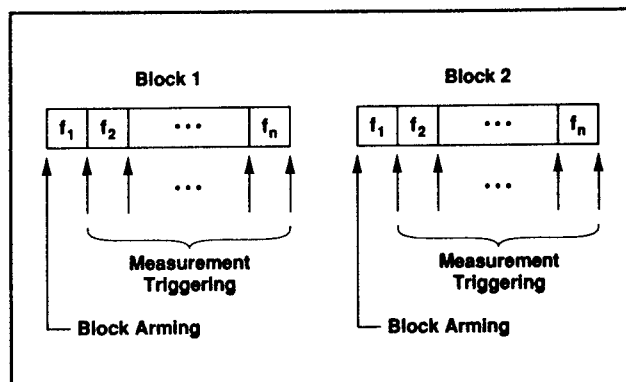 Block 1
f1 f2 ... fn
...
Measurement
Triggering
Block Arming
Block 2
f1 f2 ... fn
...
Measurement
Triggering
Block Arming